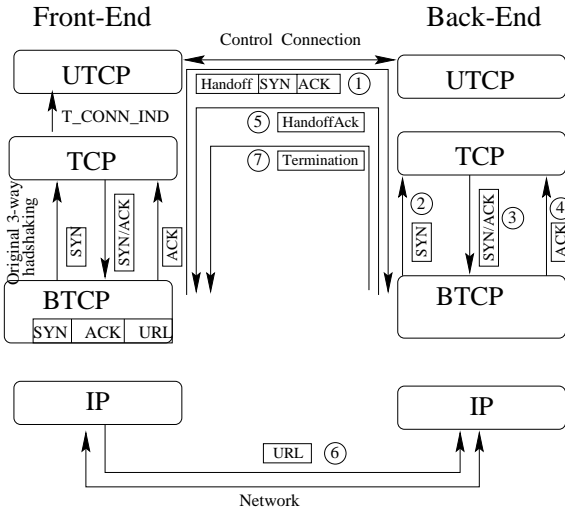 Front-End
Back-End
Control Connection
UTCP
UTCP
Handoff SYN ACK 1
T_CONN_IND
5 HandoffAck
7 Termination
TCP
TCP
Original 3-way
hadshaking
SYN
SYN/ACK
ACK
2
SYN
SYN/ACK
3
4
ACK
BTCP
BTCP
SYN ACK URL
IP
IP
URL 6
Network